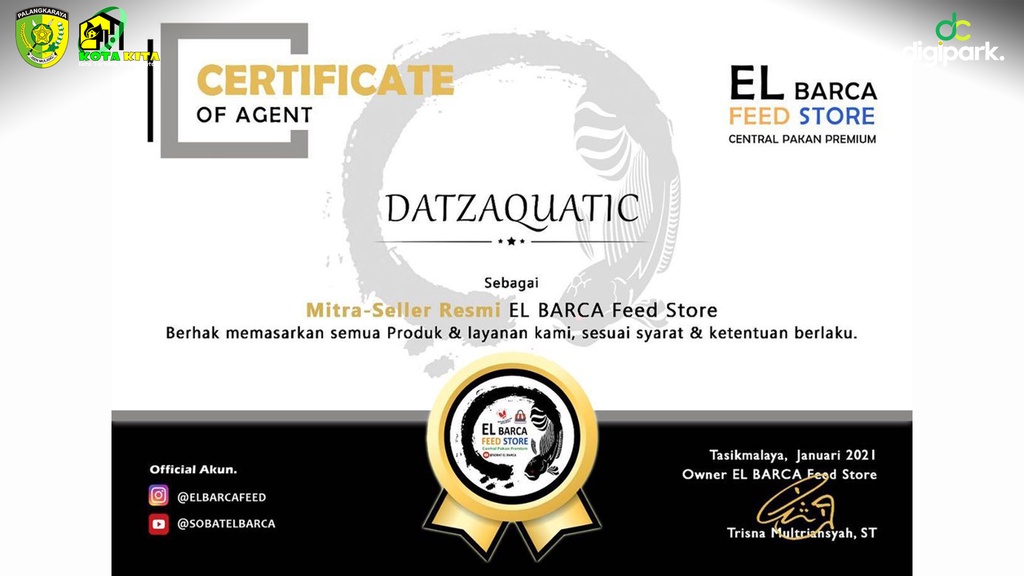 PALANGKARAYA
KOTA KITA
dc
digipark.
CERTIFICATE
OF AGENT
EL BARCA
FEED STORE
CENTRAL PAKAN PREMIUM
DATZAQUATIC
Sebagai
Mitra-Seller Resmi EL BARCA Feed Store
Berhak memasarkan semua Produk & layanan kami, sesuai syarat & ketentuan berlaku.
EL BARCA
FEED STORE
Central Pakan Premium
Official Akun.
@ELBARCAFEED
@SOBATELBARCA
Tasikmalaya, Januari 2021
Owner EL BARCA Feed Store
Trisna Multriansyah, ST